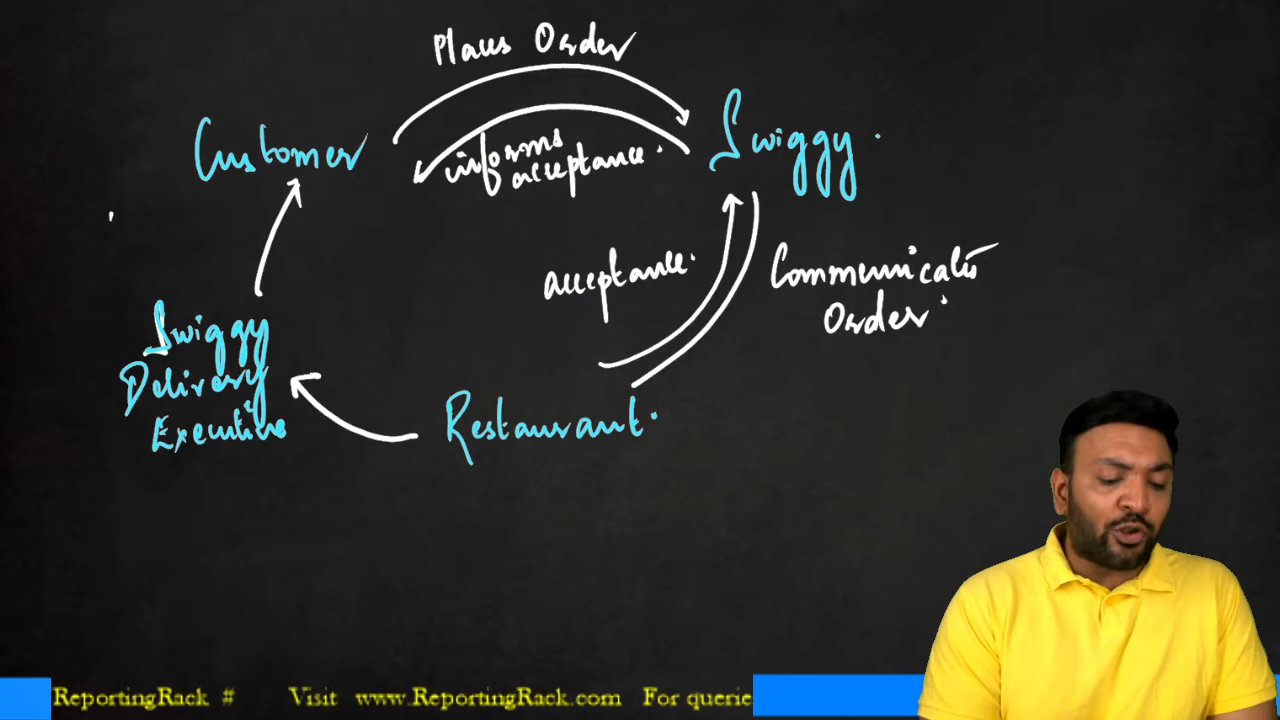 Places Order
Customer
informs
acceptance.
Swiggy.
acceptance.
Communicatio
Order.
Swiggy
Delivery
Executive
Restaurant.
ReportingRack # Visit www.ReportingRack.com For querie